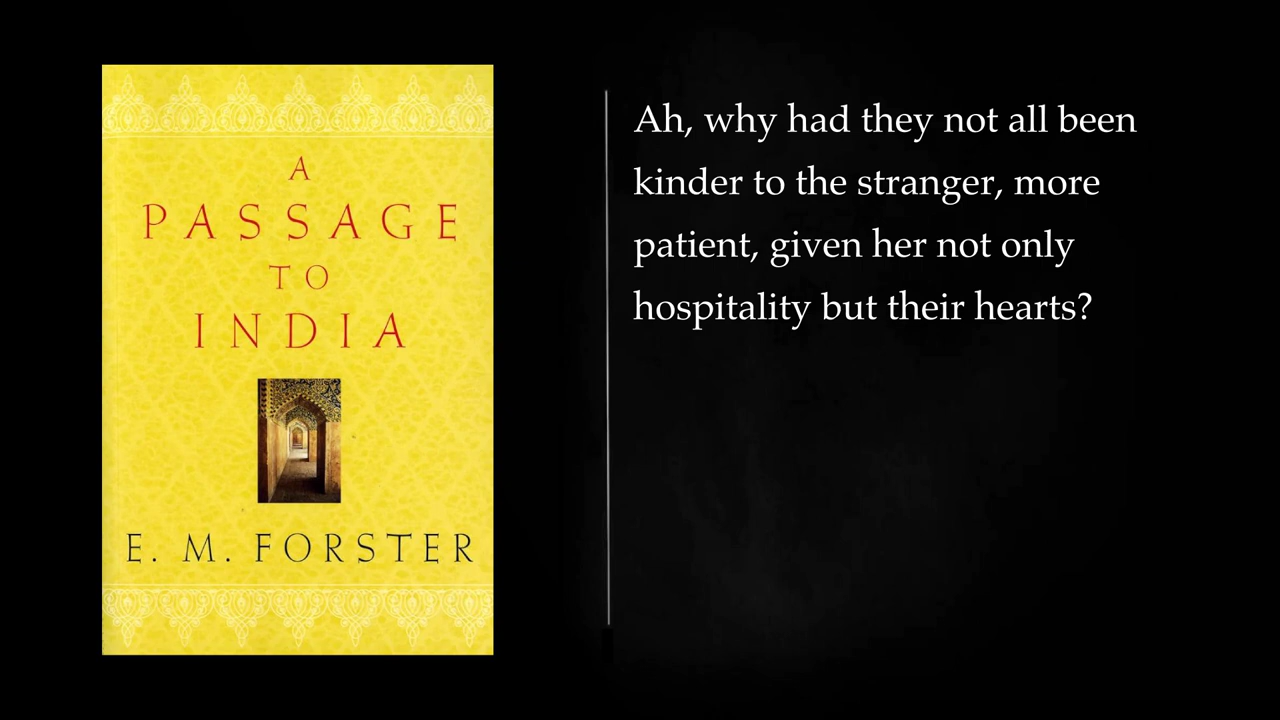 A
PASSAGE
TO
INDIA
E. M. FORSTER
Ah, why had they not all been
kinder to the stranger, more
patient, given her not only
hospitality but their hearts?